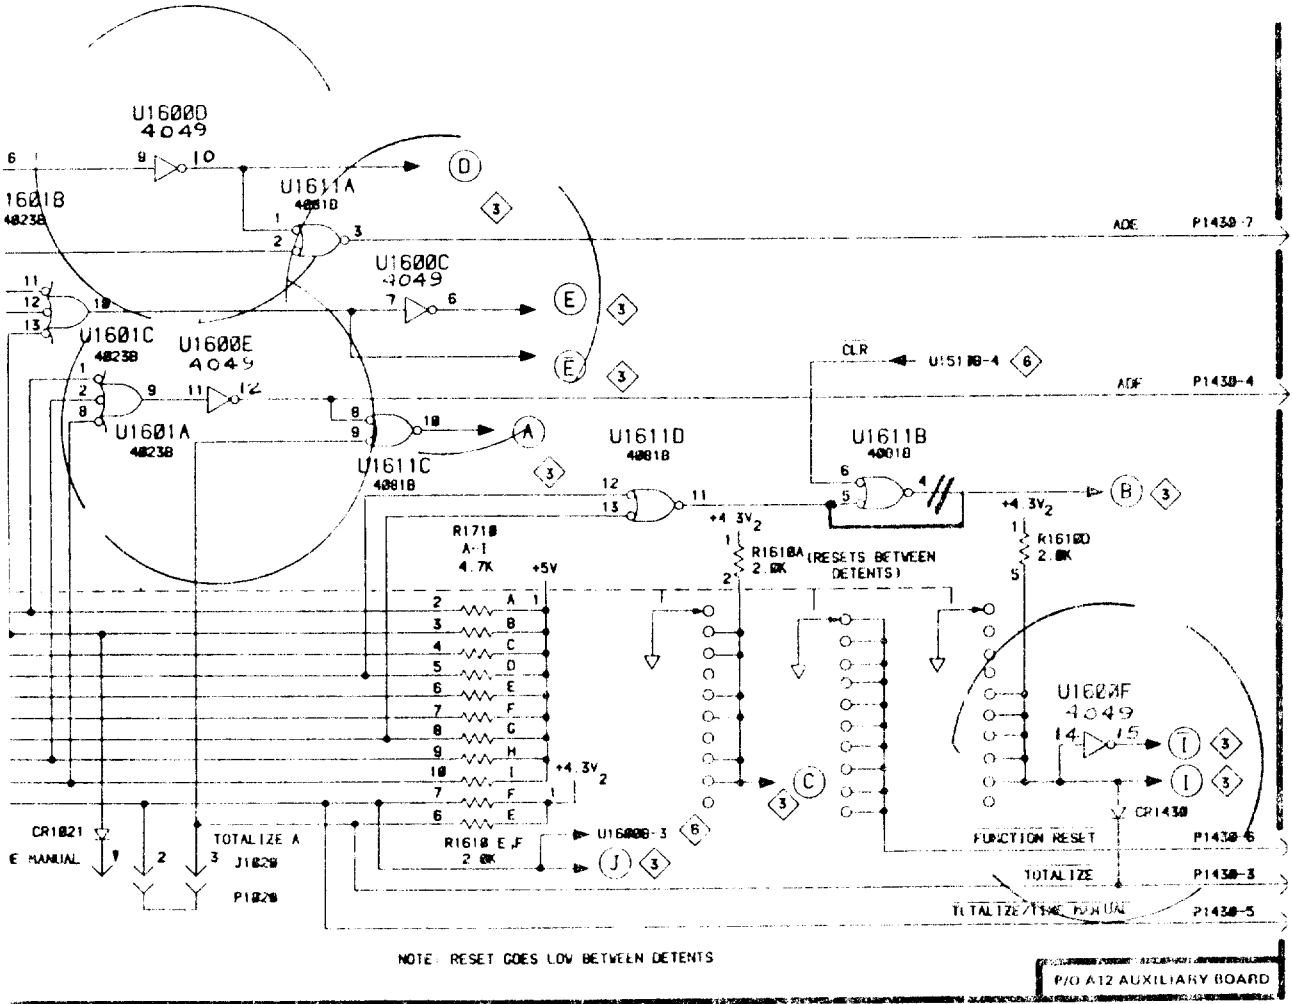 U1600D
4049
6
9
10
D
1601B
4023B
U1611A
4081B
3
1
2
3
ADE
P1430-7
U1600C
4049
11
12
13
10
7
6
E
3
U1601C
4023B
U1600E
4049
E
3
CLR
U1510B-4
6
1
2
8
9
11
12
ADF
P1430-4
U1601A
4023B
8
9
10
A
3
U1611C
4081B
U1611D
4081B
12
13
11
U1611B
4081B
6
5
4
B
3
+4.3V2
+4.3V2
R1710
A-I
4.7K
+5V
1
R1610A
2.0K
2
(RESETS BETWEEN
DETENTS)
1
R1610D
2.0K
5
2
A
1
3
B
4
C
5
D
6
E
7
F
8
G
9
H
10
I
7
F
1
6
E
+4.3V2
R1610 E,F
2.0K
U1600F
4049
14
15
I
3
I
3
C
3
CR1430
CR1021
E MANUAL
2
3
TOTALIZE A
J1020
P1020
U1600B-3
6
J
3
FUNCTION RESET
P1430-6
TOTALIZE
P1430-3
TOTALIZE/TIME MANUAL
P1430-5
NOTE: RESET GOES LOW BETWEEN DETENTS
P/O A12 AUXILIARY BOARD